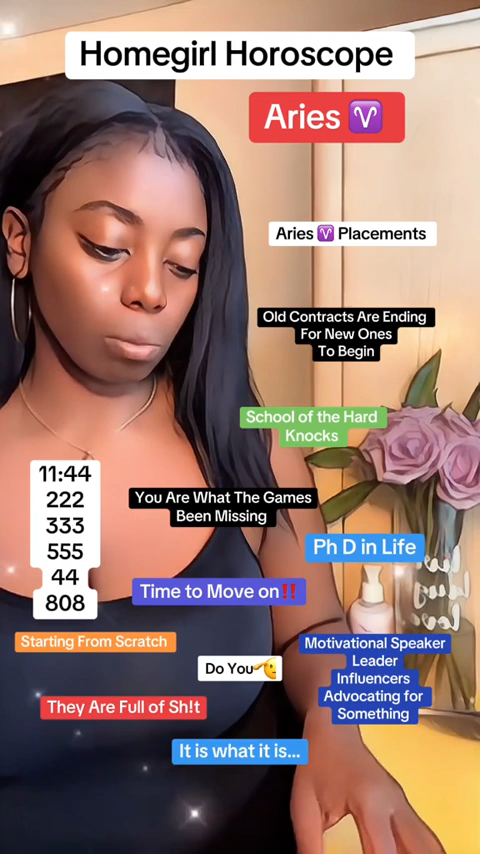 Homegirl Horoscope
Aries ♈
Aries ♈ Placements
Old Contracts Are Ending
For New Ones
To Begin
School of the Hard
Knocks
11:44
222
333
555
44
808
You Are What The Games
Been Missing
Ph D in Life
Time to Move on‼️
Starting From Scratch
Do You🫵
Motivational Speaker
Leader
Influencers
Advocating for
Something
They Are Full of Sh!t
It is what it is...